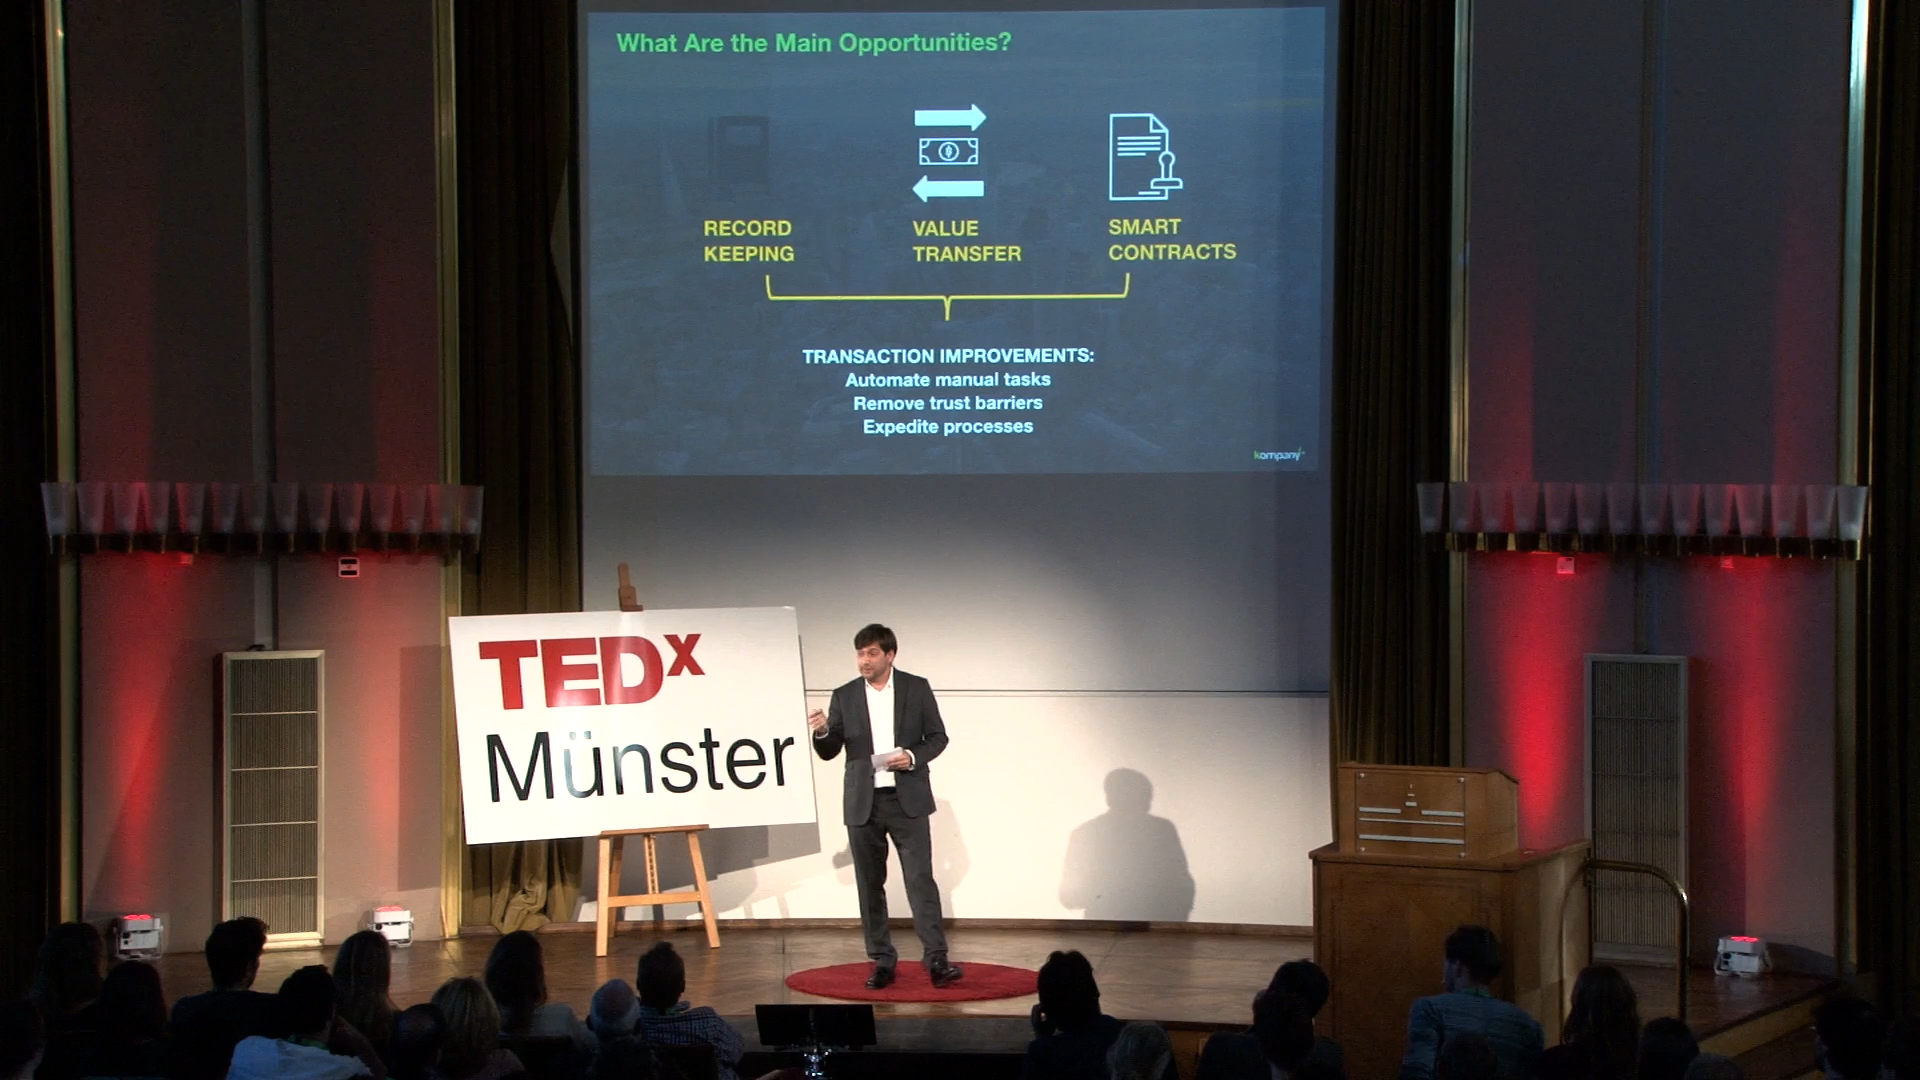 What Are the Main Opportunities?
RECORD
KEEPING
VALUE
TRANSFER
SMART
CONTRACTS
TRANSACTION IMPROVEMENTS:
Automate manual tasks
Remove trust barriers
Expedite processes
kompany
TEDx
Münster